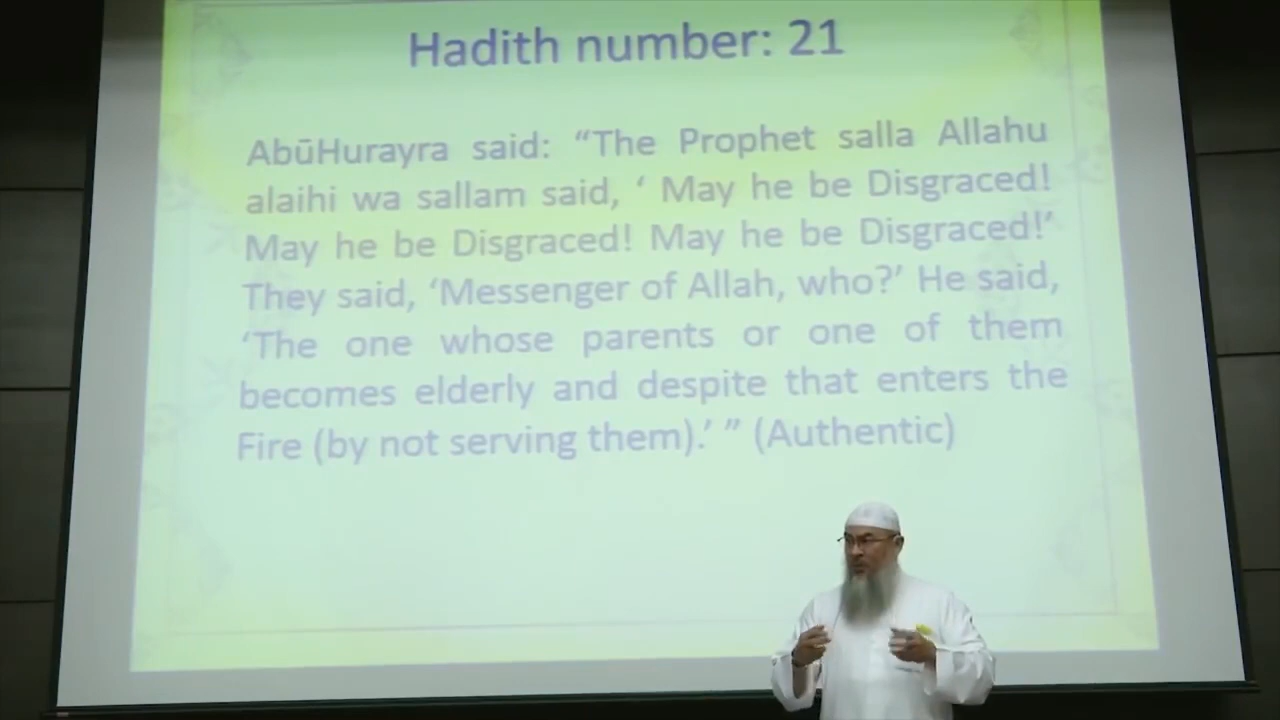 Hadith number: 21
AbūHurayra said: “The Prophet salla Allahu
alaihi wa sallam said, ‘ May he be Disgraced!
May he be Disgraced! May he be Disgraced!’
They said, ‘Messenger of Allah, who?’ He said,
‘The one whose parents or one of them
becomes elderly and despite that enters the
Fire (by not serving them).’ ” (Authentic)